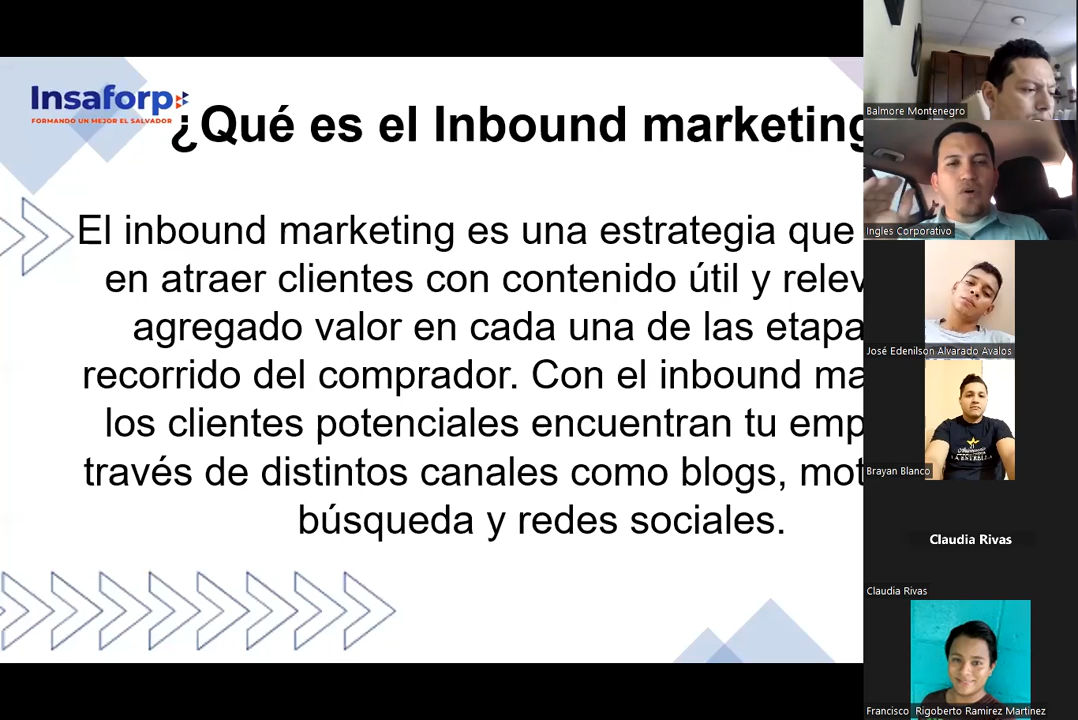 Insaforp
FORMANDO UN MEJOR EL SALVADOR
¿Qué es el Inbound marketing
El inbound marketing es una estrategia que
en atraer clientes con contenido útil y relev
agregado valor en cada una de las etapa
recorrido del comprador. Con el inbound ma
los clientes potenciales encuentran tu emp
través de distintos canales como blogs, mot
búsqueda y redes sociales.
Balmore Montenegro
Ingles Corporativo
José Edenilson Alvarado Avalos
Brayan Blanco
Claudia Rivas
Claudia Rivas
Francisco Rigoberto Ramirez Martinez